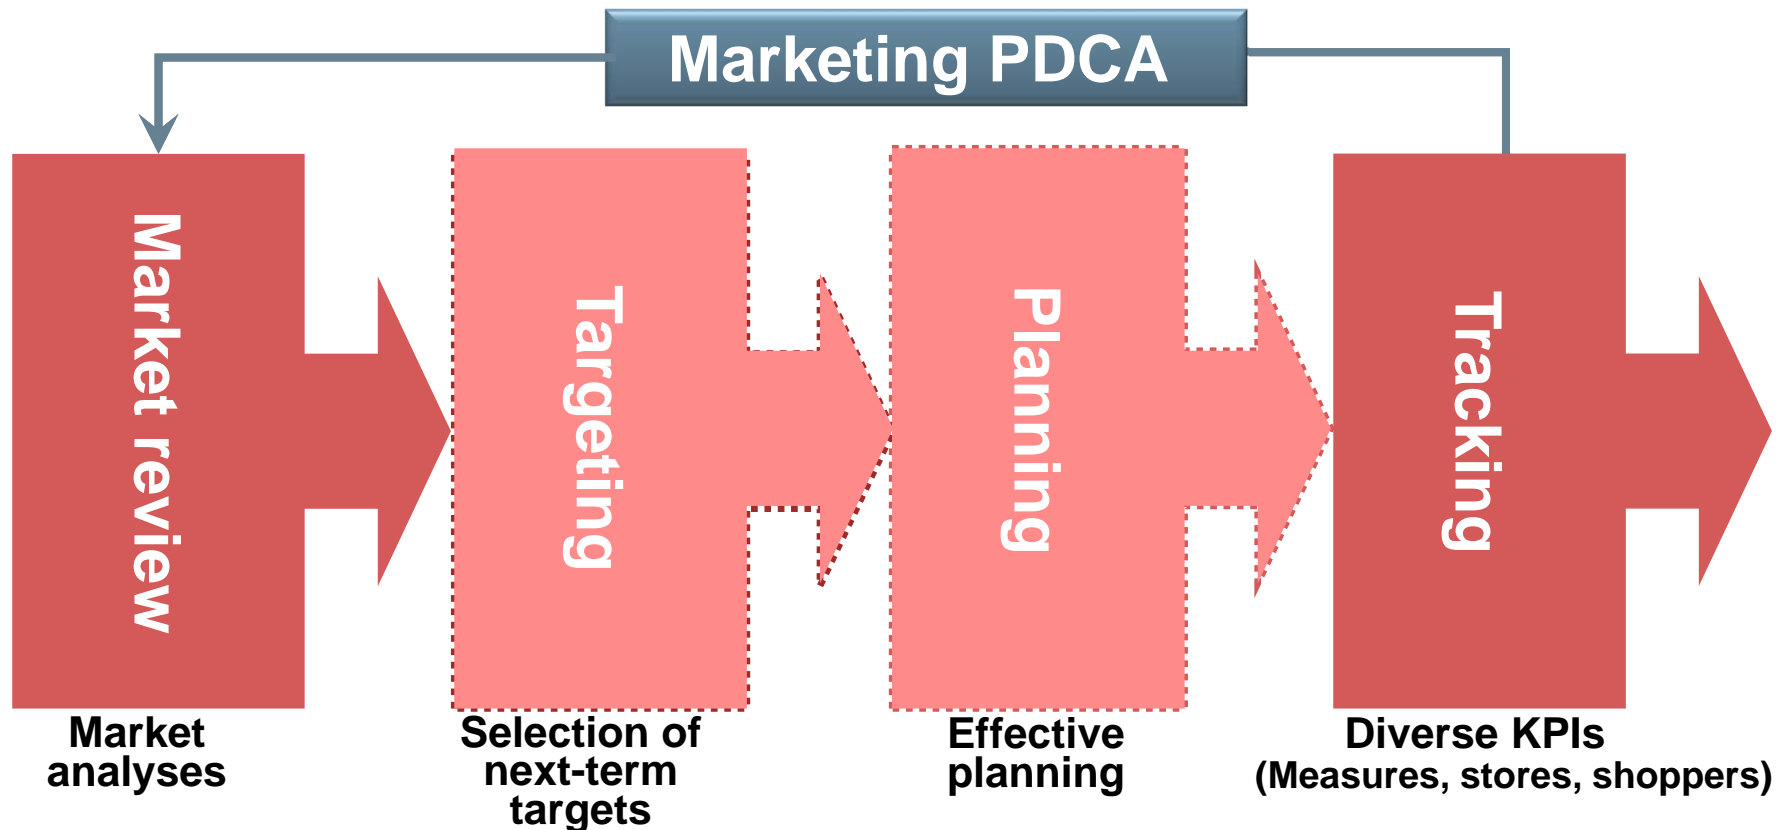 Marketing PDCA
Market review
Targeting
Planning
Tracking
Market
analyses
Selection of
next-term
targets
Effective
planning
Diverse KPIs
(Measures, stores, shoppers)